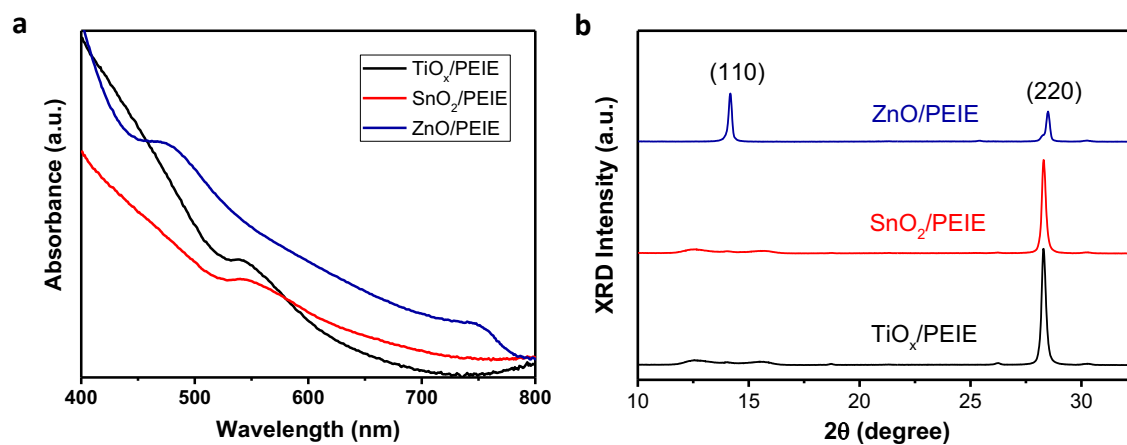 a
Absorbance (a.u.)
TiOₓ/PEIE
SnO₂/PEIE
ZnO/PEIE
400 500 600 700 800
Wavelength (nm)
b
XRD Intensity (a.u.)
(110)
(220)
ZnO/PEIE
SnO₂/PEIE
TiOₓ/PEIE
10 15 20 25 30
2θ (degree)